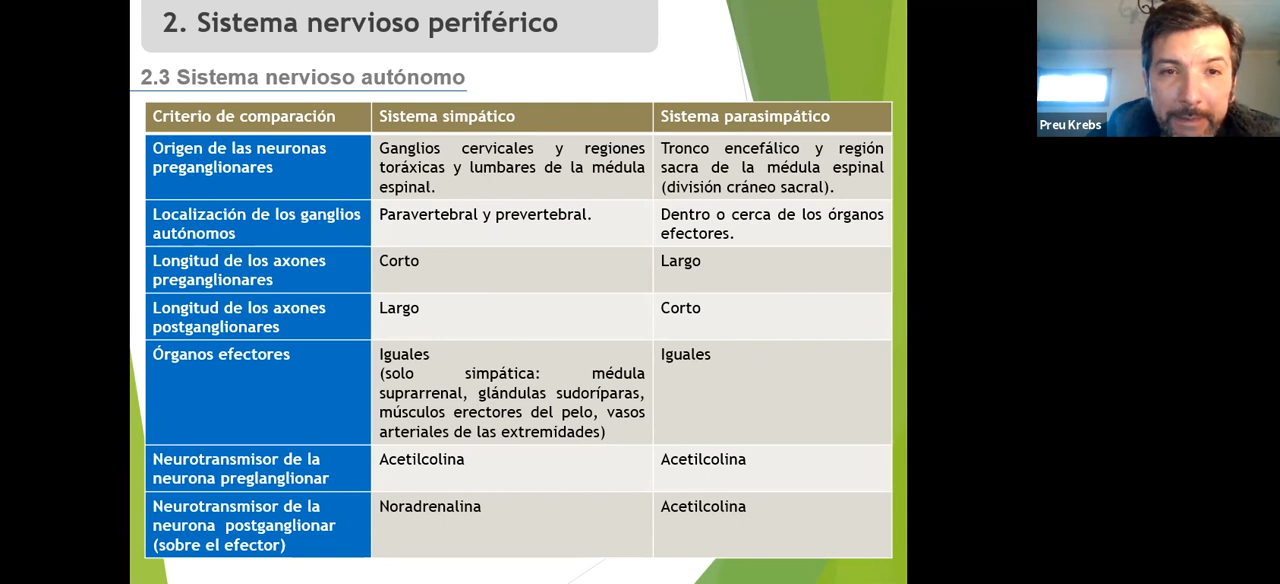 2. Sistema nervioso periférico
2.3 Sistema nervioso autónomo
Criterio de comparación
Sistema simpático
Sistema parasimpático
Origen de las neuronas
preganglionares
Ganglios cervicales y regiones
toráxicas y lumbares de la médula
espinal.
Tronco encefálico y región
sacra de la médula espinal
(división cráneo sacral).
Localización de los ganglios
autónomos
Paravertebral y prevertebral.
Dentro o cerca de los órganos
efectores.
Longitud de los axones
preganglionares
Corto
Largo
Longitud de los axones
postganglionares
Largo
Corto
Órganos efectores
Iguales
(solo simpática: médula
suprarrenal, glándulas sudoríparas,
músculos erectores del pelo, vasos
arteriales de las extremidades)
Iguales
Neurotransmisor de la
neurona preglanglionar
Acetilcolina
Acetilcolina
Neurotransmisor de la
neurona postganglionar
(sobre el efector)
Noradrenalina
Acetilcolina
Preu Krebs